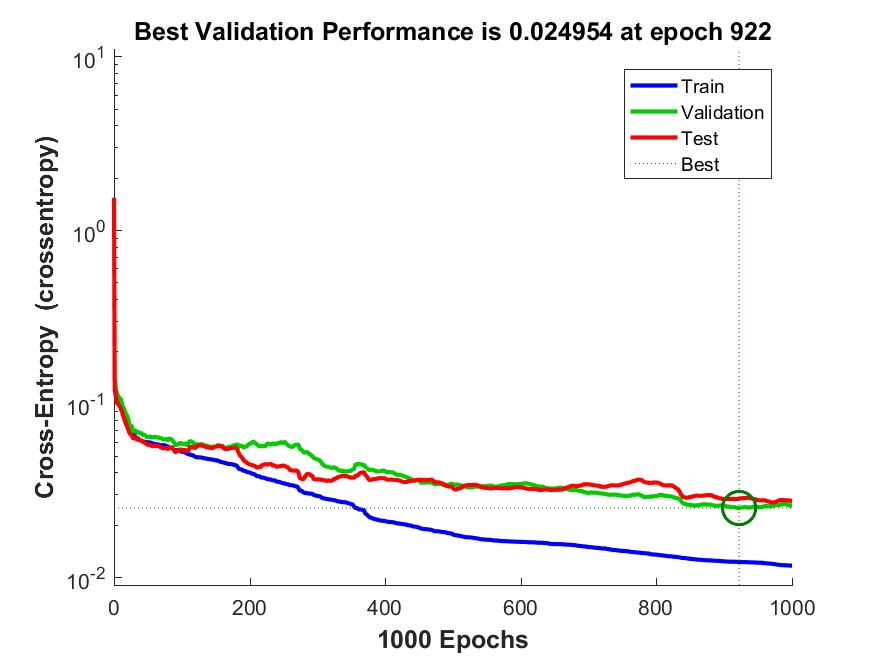 Best Validation Performance is 0.024954 at epoch 922
Cross-Entropy (crossentropy)
10^1
10^0
10^-1
10^-2
Train
Validation
Test
Best
0 200 400 600 800 1000
1000 Epochs